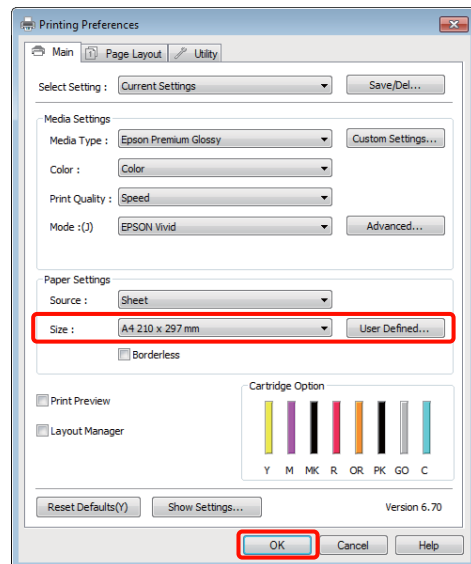 Printing Preferences
Main Page Layout Utility
Select Setting : Current Settings Save/Del...
Media Settings
Media Type : Epson Premium Glossy Custom Settings...
Color : Color
Print Quality : Speed
Mode :(J) EPSON Vivid Advanced...
Paper Settings
Source : Sheet
Size : A4 210 x 297 mm User Defined...
Borderless
Print Preview
Layout Manager
Cartridge Option
Y M MK R OR PK GO C
Reset Defaults(Y) Show Settings... Version 6.70
OK Cancel Help